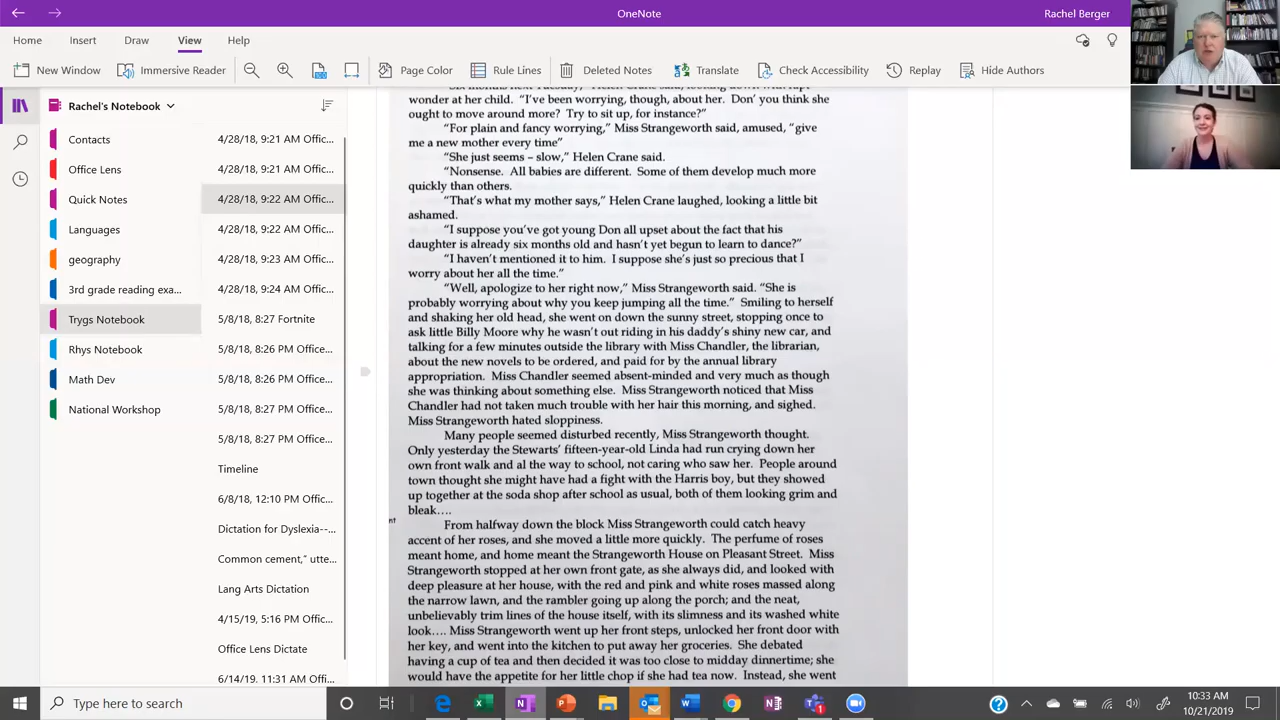 OneNote
Rachel Berger
Home
Insert
Draw
View
Help
New Window
Immersive Reader
Page Color
Rule Lines
Deleted Notes
Translate
Check Accessibility
Replay
Hide Authors
Rachel's Notebook
Contacts
Office Lens
Quick Notes
Languages
geography
3rd grade reading exa...
Trygs Notebook
Rhys Notebook
Math Dev
National Workshop
4/28/18, 9:21 AM Offic...
4/28/18, 9:21 AM Offic...
4/28/18, 9:22 AM Offic...
4/28/18, 9:22 AM Offic...
4/28/18, 9:23 AM Offic...
4/28/18, 9:24 AM Offic...
5/8/18, 8:27 Fortnite
5/8/18, 8:26 PM Office...
5/8/18, 8:26 PM Office...
5/8/18, 8:27 PM Office...
5/8/18, 8:27 PM Office...
Timeline
6/8/18, 12:10 PM Offic...
Dictation for Dyslexia--...
Common cement," utte...
Lang Arts Dictation
4/15/19, 5:16 PM Offic...
Office Lens Dictate
6/14/19. 11:31 AM Offic...
"Six months next Tuesday," Helen Crane said, looking down with rapt
wonder at her child. "I've been worrying, though, about her. Don' you think she
ought to move around more? Try to sit up, for instance?"
"For plain and fancy worrying," Miss Strangeworth said, amused, "give
me a new mother every time"
"She just seems – slow," Helen Crane said.
"Nonsense. All babies are different. Some of them develop much more
quickly than others.
"That's what my mother says," Helen Crane laughed, looking a little bit
ashamed.
"I suppose you've got young Don all upset about the fact that his
daughter is already six months old and hasn't yet begun to learn to dance?"
"I haven't mentioned it to him. I suppose she's just so precious that I
worry about her all the time."
"Well, apologize to her right now," Miss Strangeworth said. "She is
probably worrying about why you keep jumping all the time." Smiling to herself
and shaking her old head, she went on down the sunny street, stopping once to
ask little Billy Moore why he wasn't out riding in his daddy's shiny new car, and
talking for a few minutes outside the library with Miss Chandler, the librarian,
about the new novels to be ordered, and paid for by the annual library
appropriation. Miss Chandler seemed absent-minded and very much as though
she was thinking about something else. Miss Strangeworth noticed that Miss
Chandler had not taken much trouble with her hair this morning, and sighed.
Miss Strangeworth hated sloppiness.
Many people seemed disturbed recently, Miss Strangeworth thought.
Only yesterday the Stewarts' fifteen-year-old Linda had run crying down her
own front walk and al the way to school, not caring who saw her. People around
town thought she might have had a fight with the Harris boy, but they showed
up together at the soda shop after school as usual, both of them looking grim and
bleak....
nt
From halfway down the block Miss Strangeworth could catch heavy
accent of her roses, and she moved a little more quickly. The perfume of roses
meant home, and home meant the Strangeworth House on Pleasant Street. Miss
Strangeworth stopped at her own front gate, as she always did, and looked with
deep pleasure at her house, with the red and pink and white roses massed along
the narrow lawn, and the rambler going up along the porch; and the neat,
unbelievably trim lines of the house itself, with its slimness and its washed white
look.... Miss Strangeworth went up her front steps, unlocked her front door with
her key, and went into the kitchen to put away her groceries. She debated
having a cup of tea and then decided it was too close to midday dinnertime; she
would have the appetite for her little chop if she had tea now. Instead, she went
Type here to search
10:33 AM
10/21/2019